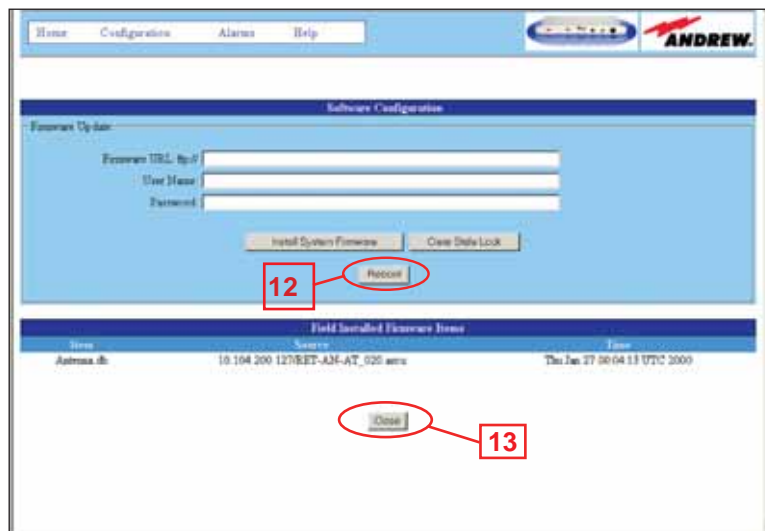 Home Configuration Alarms Help
ANDREW.
Software Configuration
Firmware Update
Firmware URL: ftp://
User Name
Password
Install System Firmware Clear Stale Lock
Reboot
12
Field Installed Firmware Items
Item Source Time
Antenna.db 10.104.200.127/RET-AN-AT_020 Thu Jan 27 00:04:13 UTC 2000
Close
13